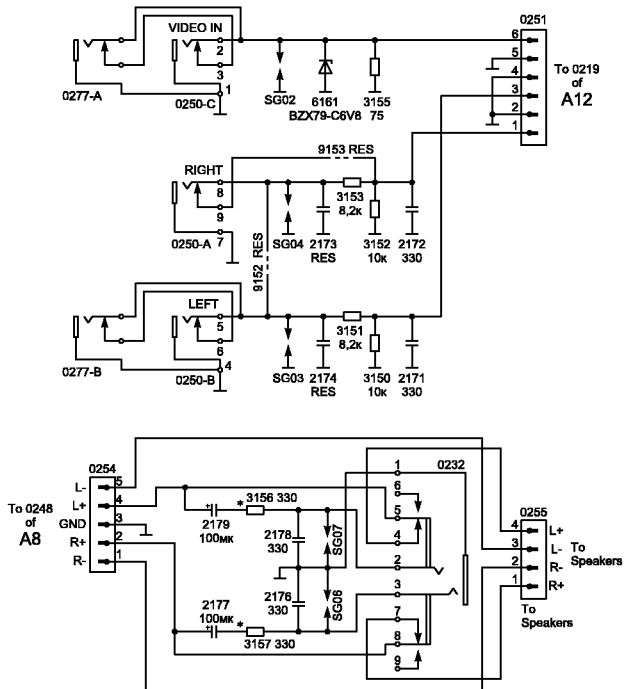 VIDEO IN
2
3
1
0277-A
0250-C
SG02
6161
BZX79-C6V8
3155
75
0251
6
5
4
3
2
1
To 0219
of
A12
9153 RES
RIGHT
8
9
7
0250-A
9152 RES
SG04
2173
RES
3153
8,2к
3152
10к
2172
330
LEFT
5
6
4
0277-B
0250-B
SG03
2174
RES
3151
8,2к
3150
10к
2171
330
0254
L- 5
L+ 4
GND 3
R+ 2
R- 1
To 0248
of
A8
2179
100мк
* 3156 330
2178
330
SG07
2177
100мк
* 3157 330
2176
330
SG06
0232
1
6
5
4
2
3
7
8
9
0255
4 L+
3 L-
2 R-
1 R+
To
Speakers
To
Speakers